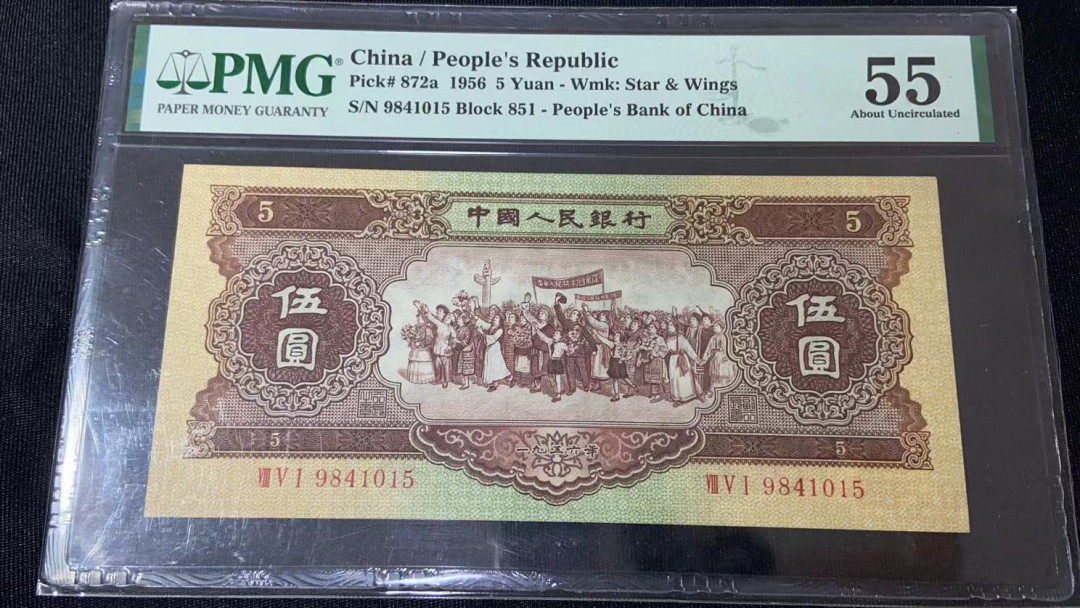 PMG
PAPER MONEY GUARANTY
China / People's Republic
Pick# 872a 1956 5 Yuan - Wmk: Star & Wings
S/N 9841015 Block 851 - People's Bank of China
55
About Uncirculated
5 中國人民銀行 5
伍圓 伍圓
5 5
一九五六年
VIII V I 9841015 VIII V I 9841015